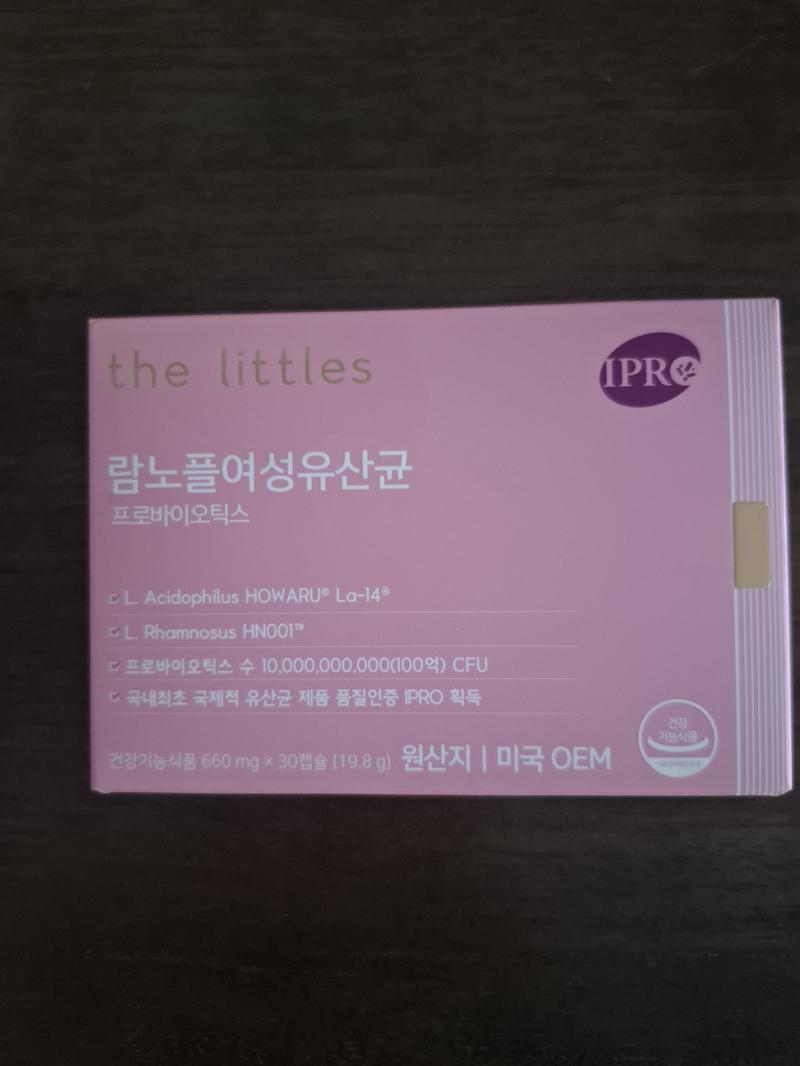 the littles
IPRO
람노플여성유산균
프로바이오틱스
L. Acidophilus HOWARU® La-14®
L. Rhamnosus HN001™
프로바이오틱스 수 10,000,000,000(100억) CFU
국내최초 국제적 유산균 제품 품질인증 IPRO 획득
건강
기능식품
건강기능식품 660 mg × 30캡슐 (19.8 g) 원산지 | 미국 OEM